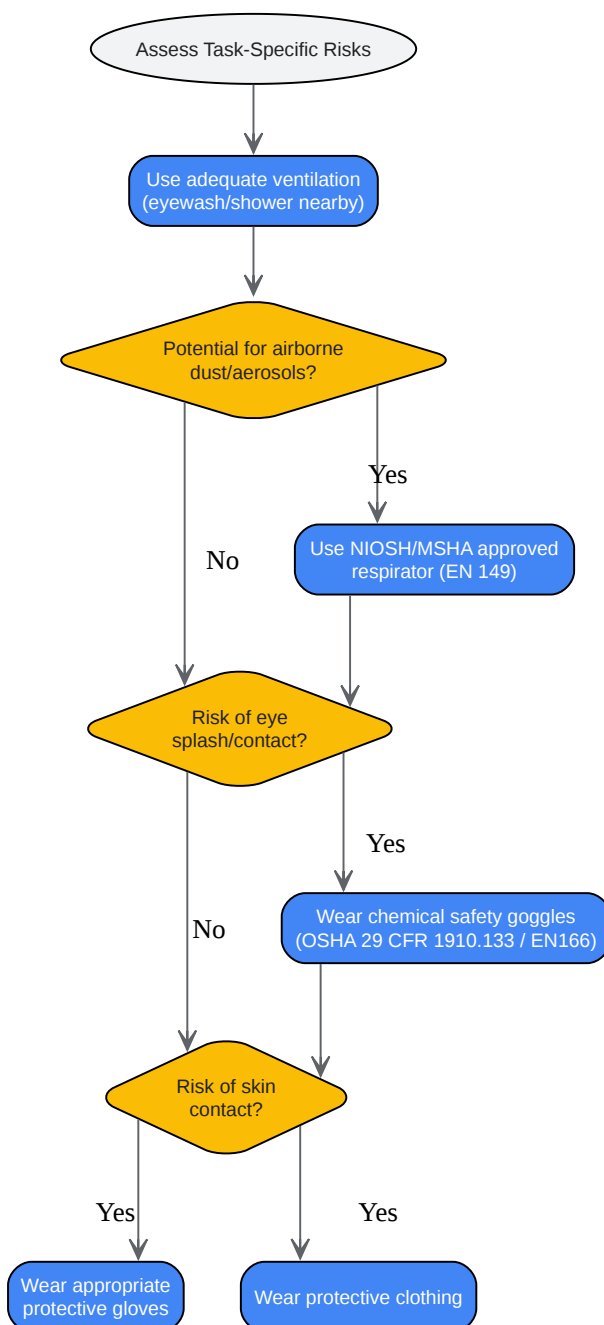 Assess Task-Specific Risks
Use adequate ventilation
(eyewash/shower nearby)
Potential for airborne
dust/aerosols?
Yes
No
Use NIOSH/MSHA approved
respirator (EN 149)
Risk of eye
splash/contact?
Yes
No
Wear chemical safety goggles
(OSHA 29 CFR 1910.133 / EN166)
Risk of skin
contact?
Yes
Yes
Wear appropriate
protective gloves
Wear protective clothing